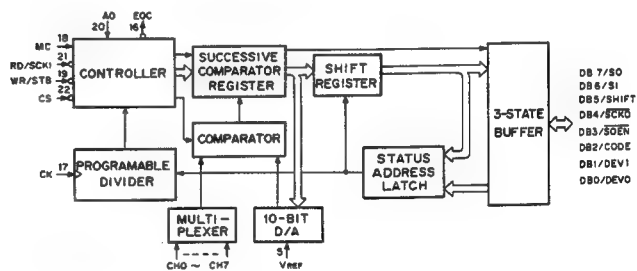 AO EOC
20 16
18
MC
21
RD/SCKI
19
WR/STB
22
CS
CONTROLLER
SUCCESSIVE
COMPARATOR
REGISTER
SHIFT
REGISTER
3-STATE
BUFFER
DB7/SO
DB6/SI
DB5/SHIFT
DB4/SCKO
DB3/SOEN
DB2/CODE
DB1/DEV1
DB0/DEV0
COMPARATOR
CK 17
PROGRAMABLE
DIVIDER
STATUS
ADDRESS
LATCH
MULTI-
PLEXER
10-BIT
D/A
CH0 ~ CH7
5
VREF